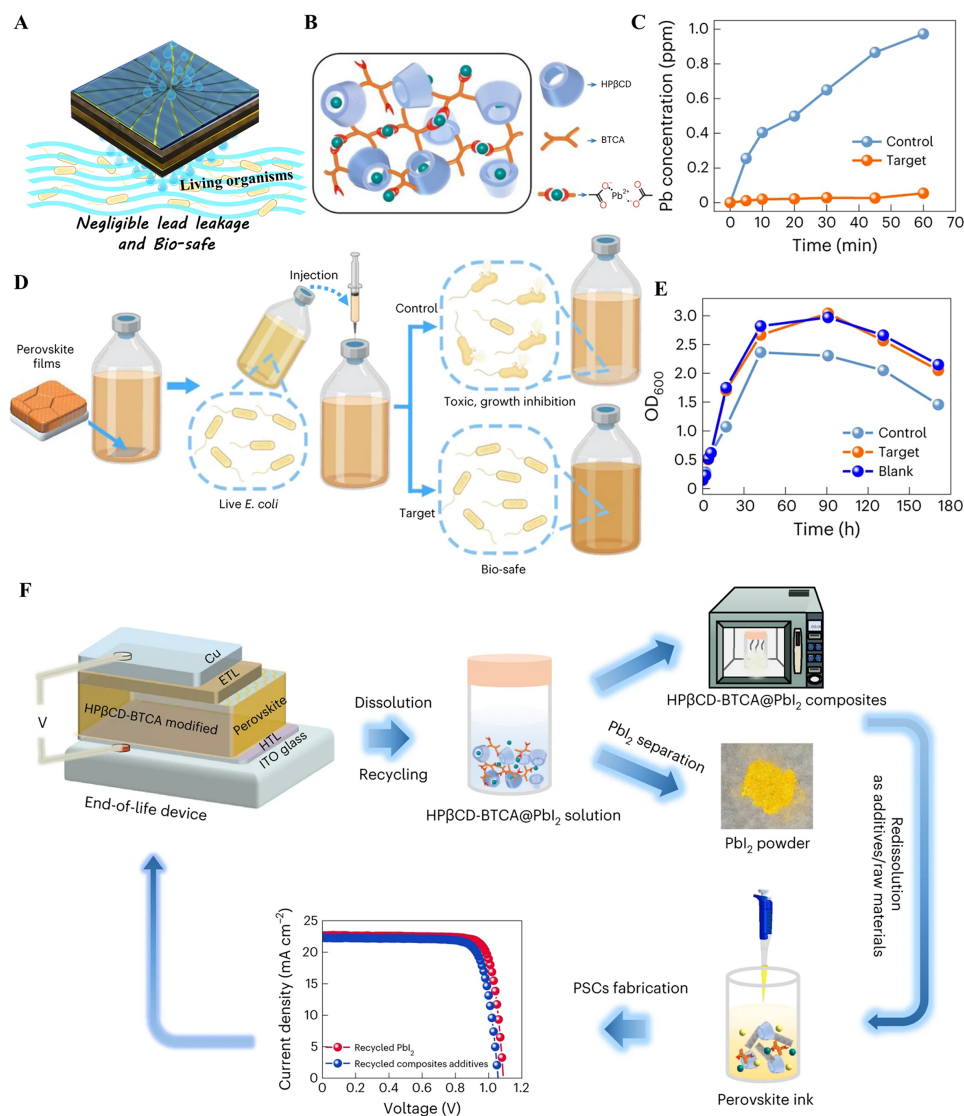 A
Living organisms
Negligible lead leakage
and Bio-safe
B
HPβCD
BTCA
O
O⁻
Pb²⁺
O
⁻O
C
Pb concentration (ppm)
1.0
0.8
0.6
0.4
0.2
0
Control
Target
0 10 20 30 40 50 60 70
Time (min)
D
Perovskite
films
Injection
Live E. coli
Control
Toxic, growth inhibition
Target
Bio-safe
E
OD₆₀₀
3.0
2.5
2.0
1.5
1.0
0.5
0
Control
Target
Blank
0 30 60 90 120 150 180
Time (h)
F
V
Cu
ETL
HPβCD-BTCA modified
Perovskite
HTL
ITO glass
End-of-life device
Dissolution
Recycling
HPβCD-BTCA@PbI₂ solution
HPβCD-BTCA@PbI₂ composites
PbI₂ separation
PbI₂ powder
Redissolution
as additives/raw materials
Perovskite ink
PSCs fabrication
Current density (mA cm⁻²)
25
20
15
10
5
0
Recycled PbI₂
Recycled composites additives
0 0.2 0.4 0.6 0.8 1.0 1.2
Voltage (V)